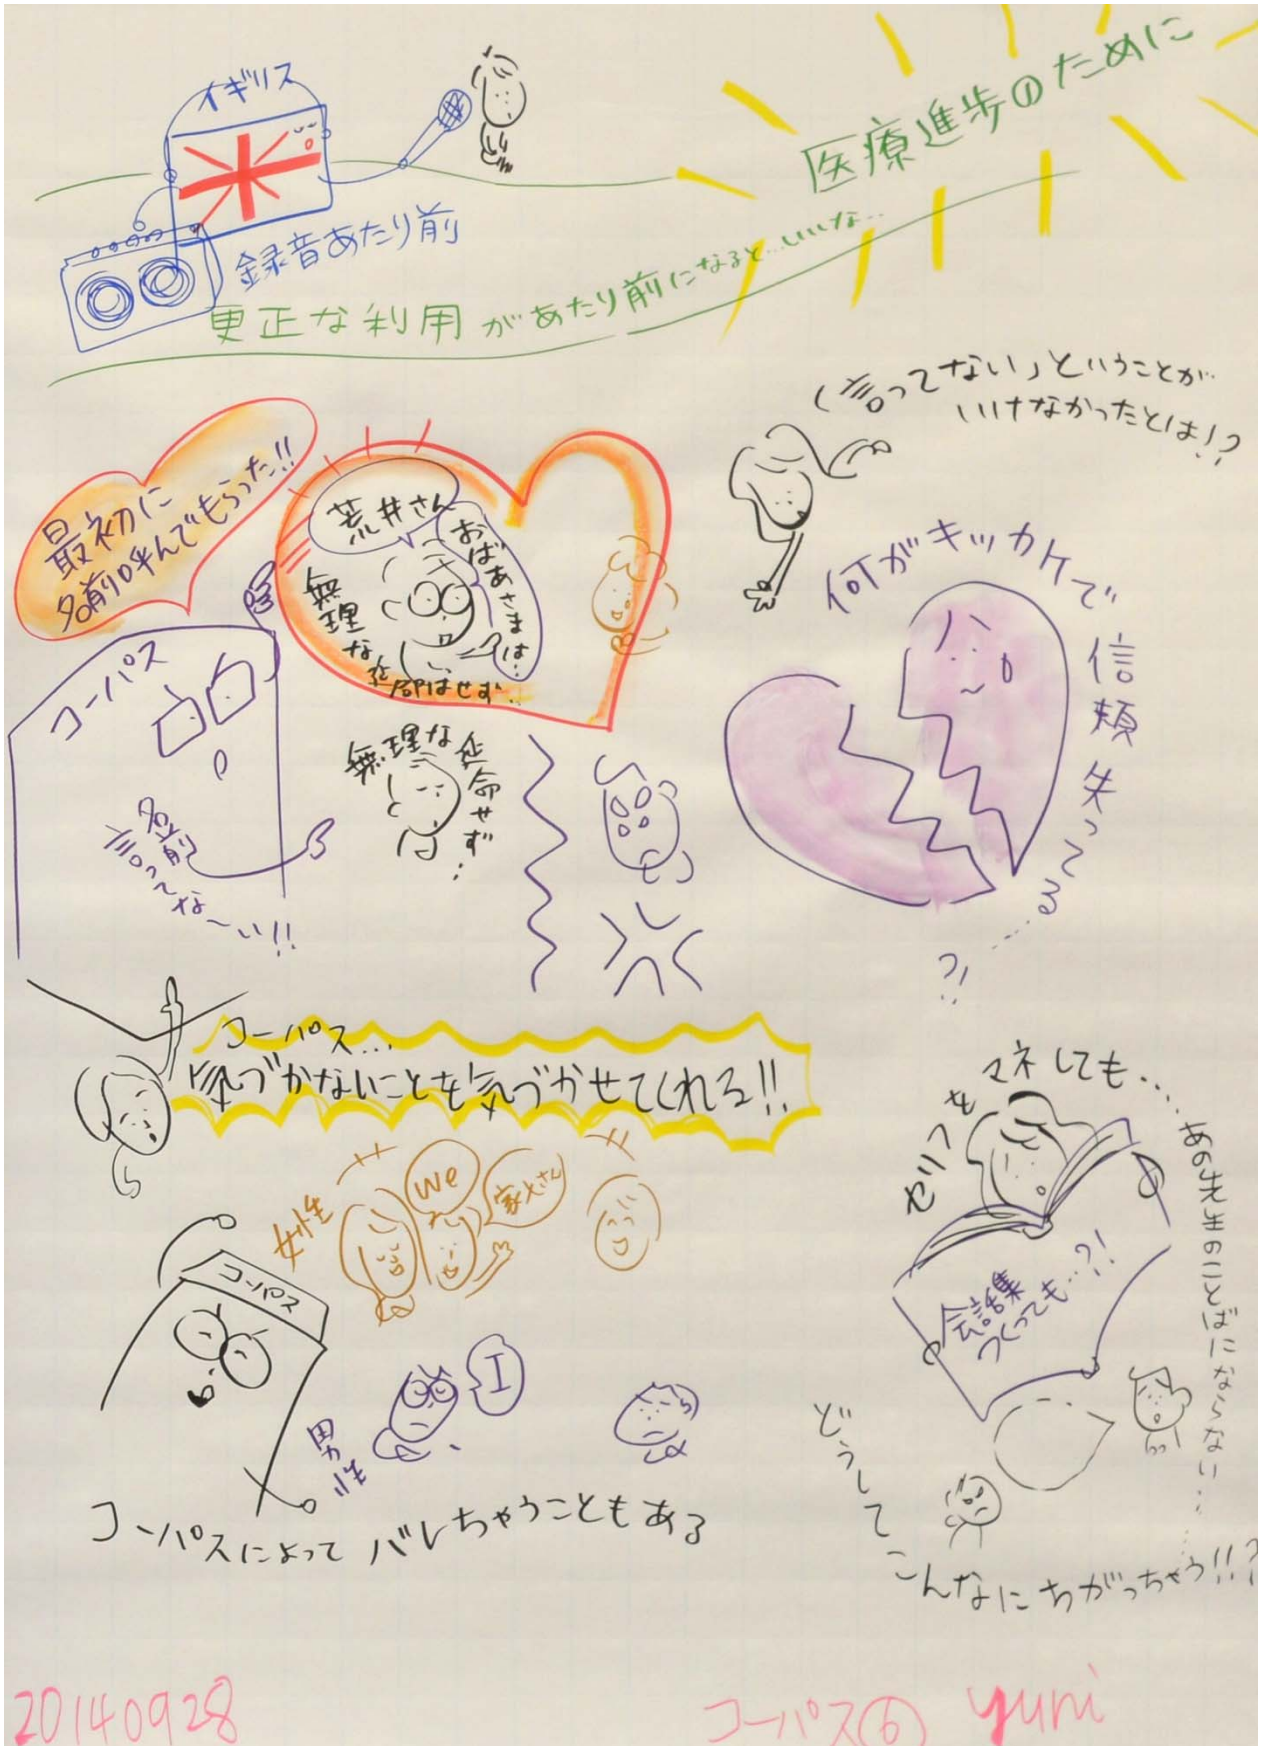 イギリス
録音あたり前
医療進歩のために
更正な利用があたり前になると…いいな…
「言ってない」ということが
いけなかったとは!?
最初に
名前呼んでもらった!!
荒井さん
おばあさまは…
無理な延命はせず…
コーパス
名前
言ってな〜い!!
無理な延命せず…
何がキッカケで信頼失ってる……?!
コーパス…
気づかないことを気づかせてくれる!!
女性
We
家族さん
コーパス
男性
I
コーパスによってバレちゃうこともある
セリフをマネしても…
あの先生のことばにならない……
会話集
つくっても…?!
どうしてこんなにちがっちゃう!!?
20140928
コーパス⑥ yuni